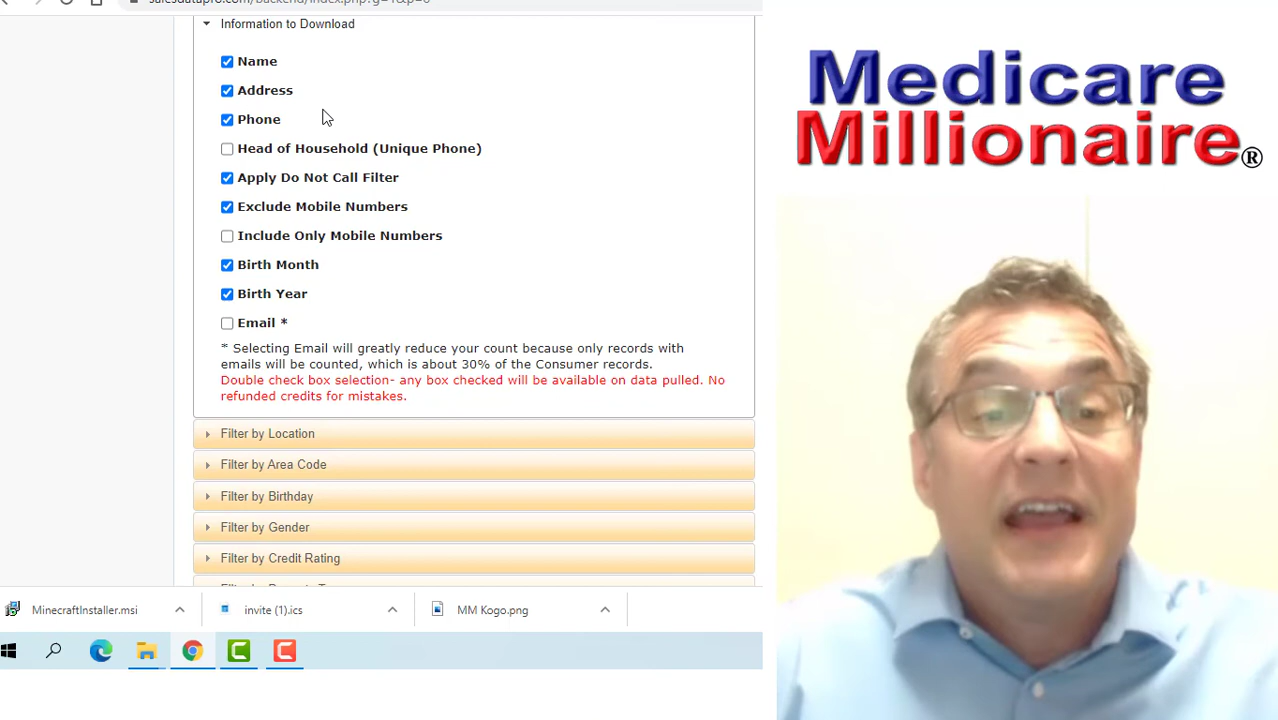 Information to Download
Name
Address
Phone
Head of Household (Unique Phone)
Apply Do Not Call Filter
Exclude Mobile Numbers
Include Only Mobile Numbers
Birth Month
Birth Year
Email *
* Selecting Email will greatly reduce your count because only records with
emails will be counted, which is about 30% of the Consumer records.
Double check box selection- any box checked will be available on data pulled. No
refunded credits for mistakes.
Filter by Location
Filter by Area Code
Filter by Birthday
Filter by Gender
Filter by Credit Rating
MinecraftInstaller.msi
invite (1).ics
MM Kogo.png
Medicare
Millionaire®